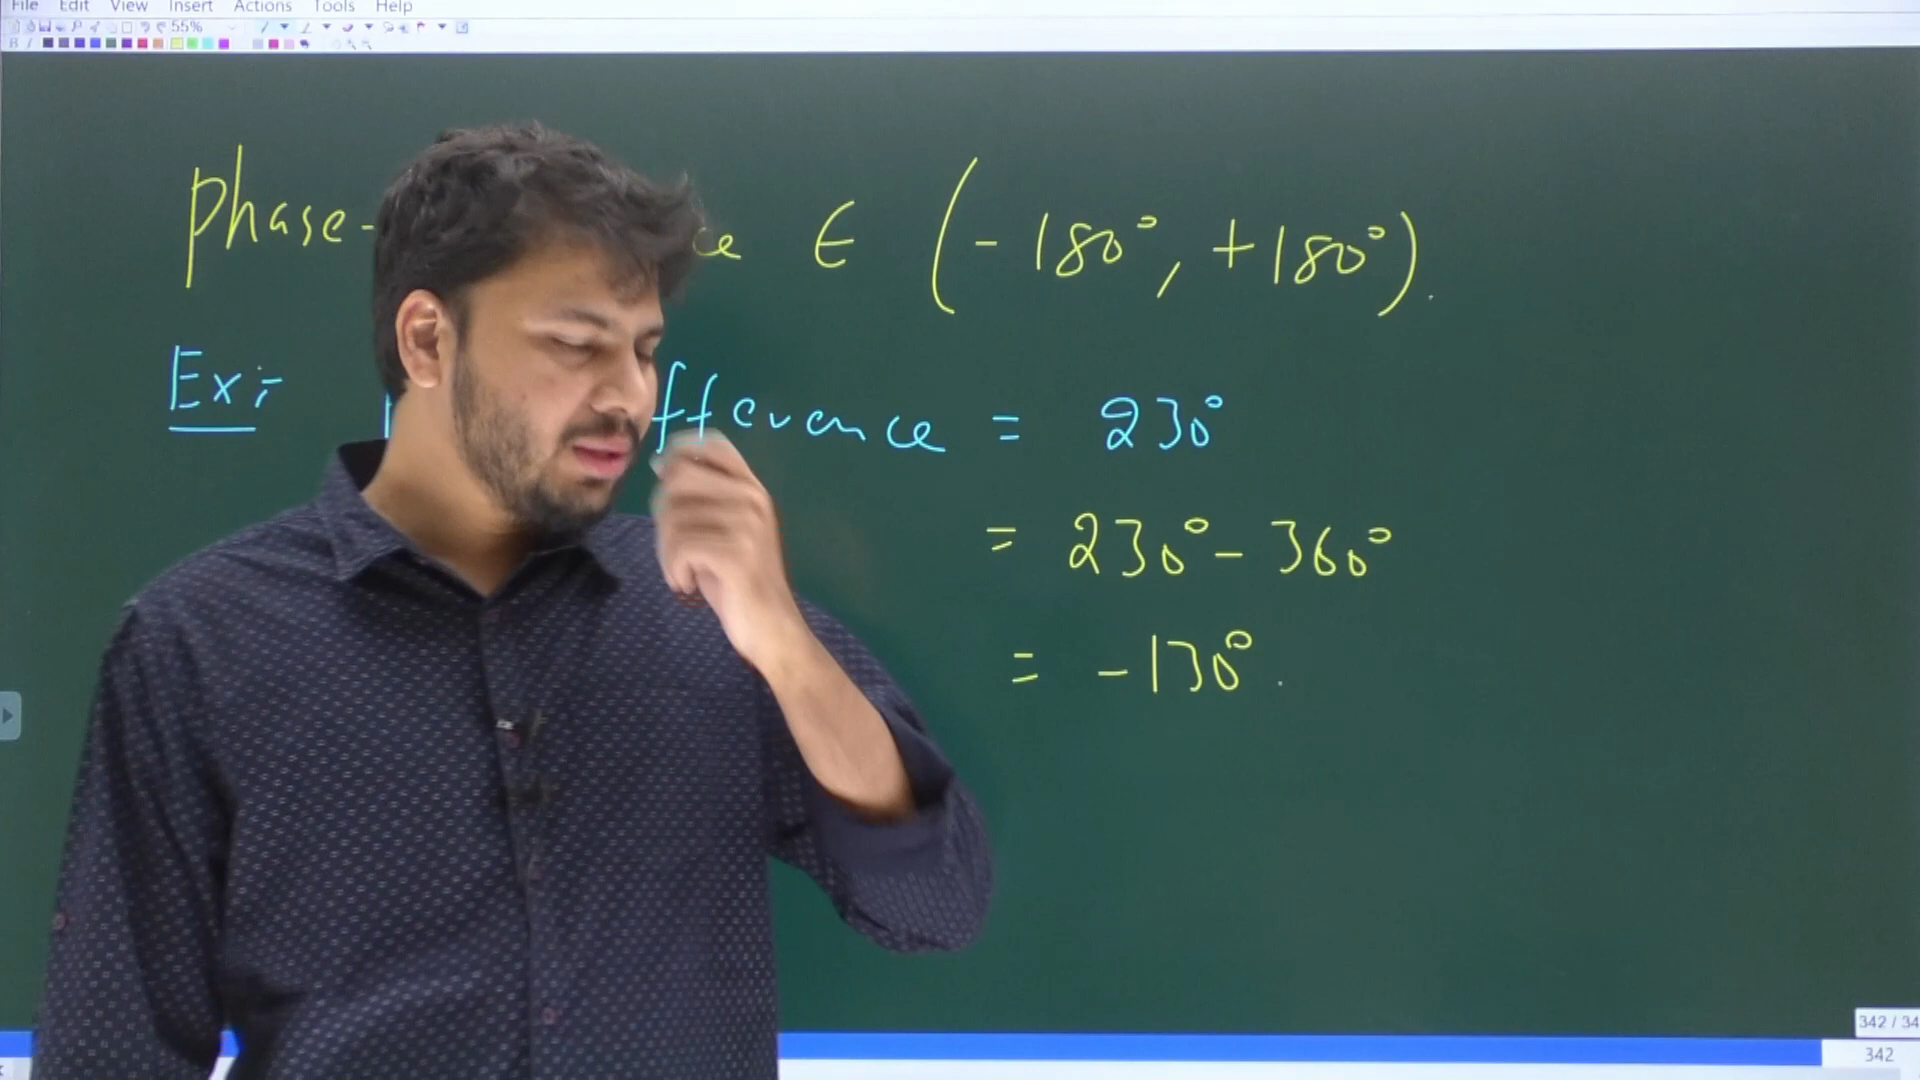 File Edit View Insert Actions Tools Help
55%
Phase- ce ∈ (-180°, +180°).
Ex:- fference = 230°
= 230° - 360°
= -130°.
342 / 34
342